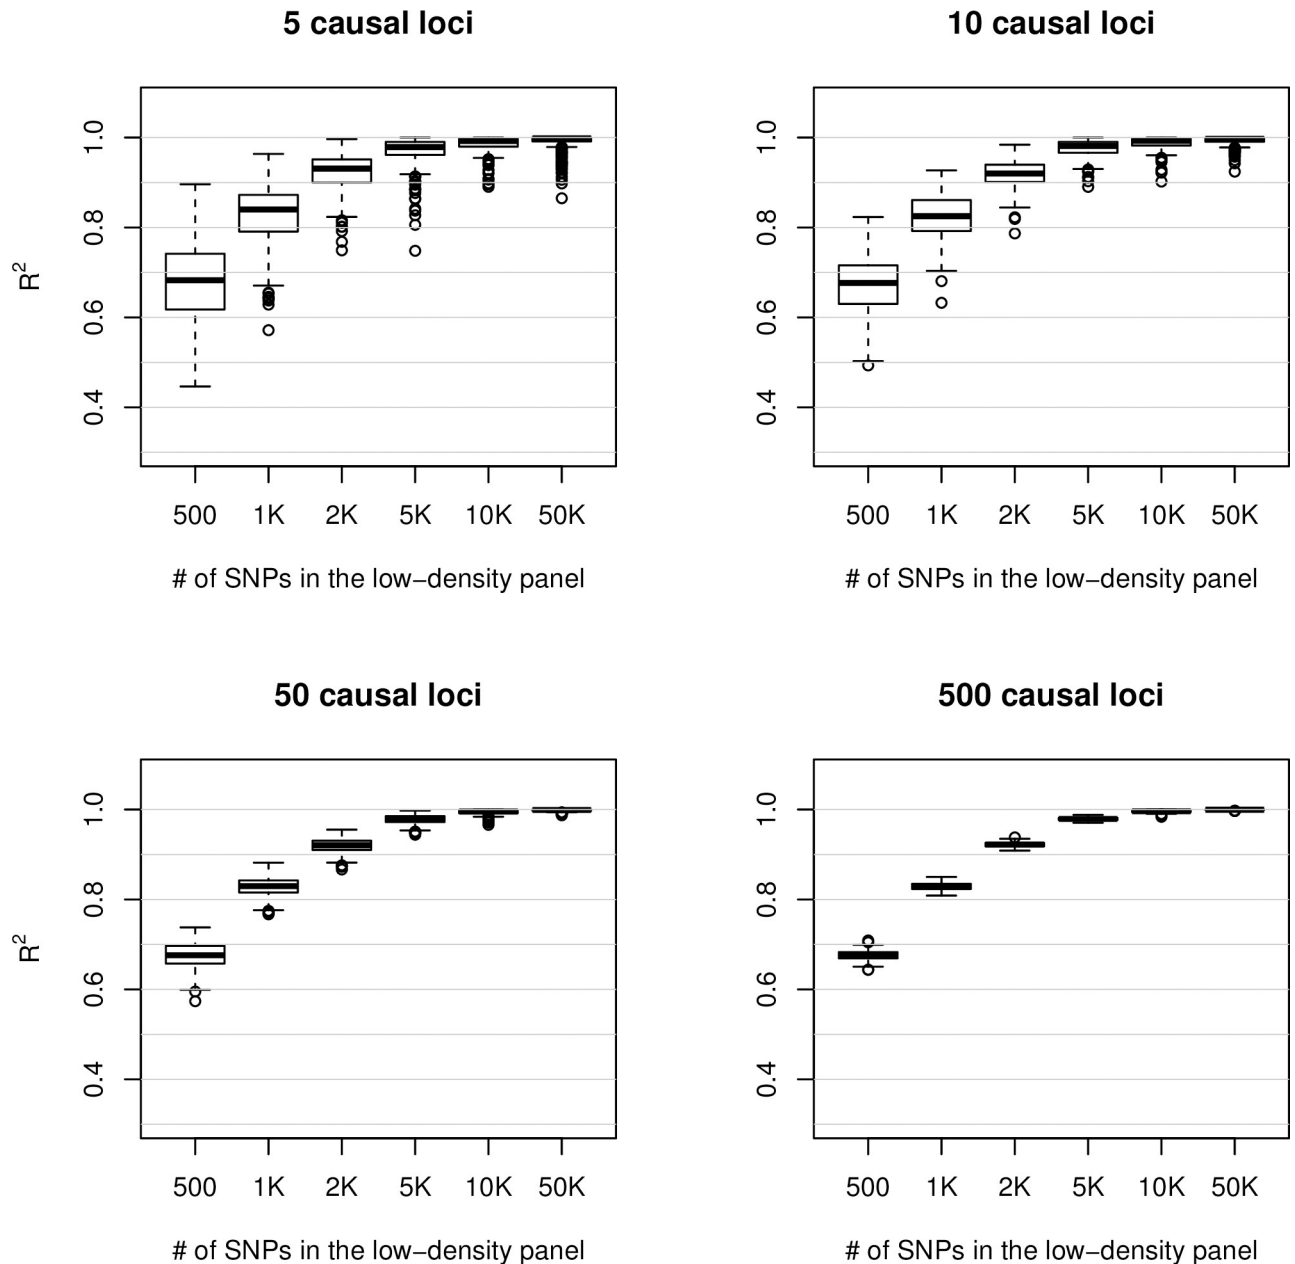 5 causal loci
R²
1.0
0.8
0.6
0.4
500 1K 2K 5K 10K 50K
# of SNPs in the low−density panel
10 causal loci
1.0
0.8
0.6
0.4
500 1K 2K 5K 10K 50K
# of SNPs in the low−density panel
50 causal loci
R²
1.0
0.8
0.6
0.4
500 1K 2K 5K 10K 50K
# of SNPs in the low−density panel
500 causal loci
1.0
0.8
0.6
0.4
500 1K 2K 5K 10K 50K
# of SNPs in the low−density panel